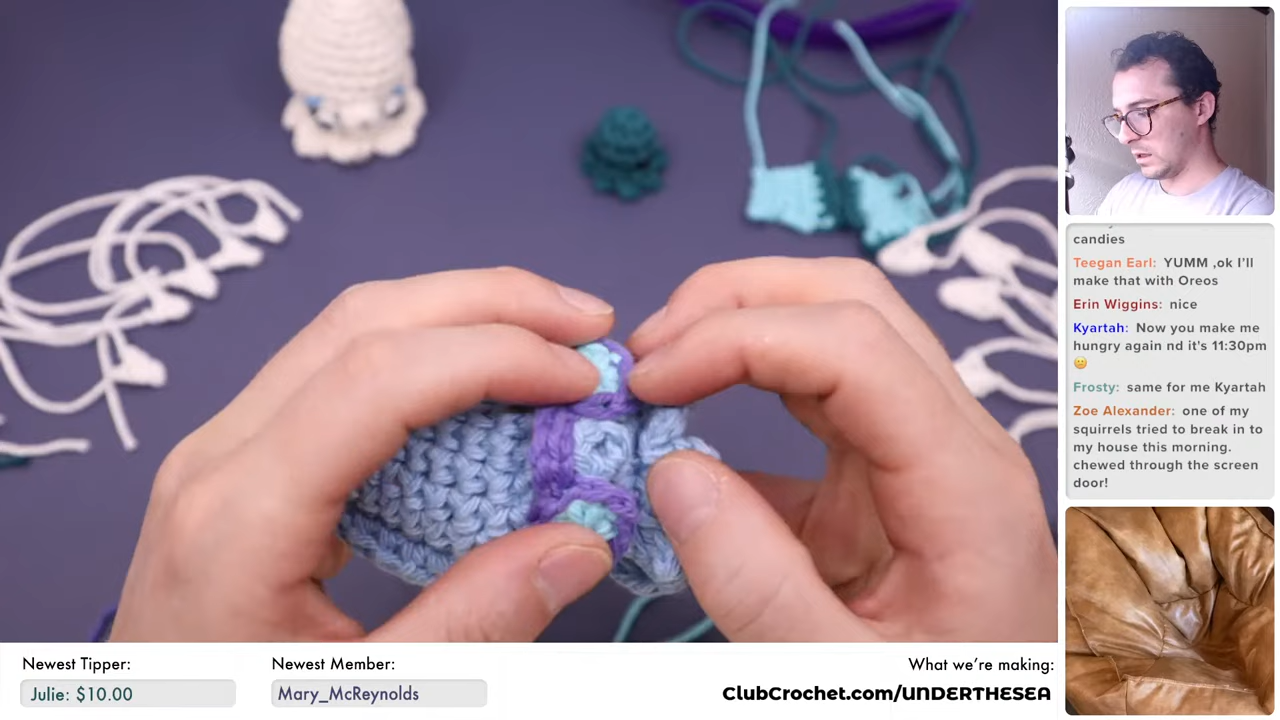 candies
Teegan Earl: YUMM ,ok I'll
make that with Oreos
Erin Wiggins: nice
Kyartah: Now you make me
hungry again nd it's 11:30pm
Frosty: same for me Kyartah
Zoe Alexander: one of my
squirrels tried to break in to
my house this morning.
chewed through the screen
door!
Newest Tipper:
Julie: $10.00
Newest Member:
Mary_McReynolds
What we're making:
ClubCrochet.com/UNDERTHESEA